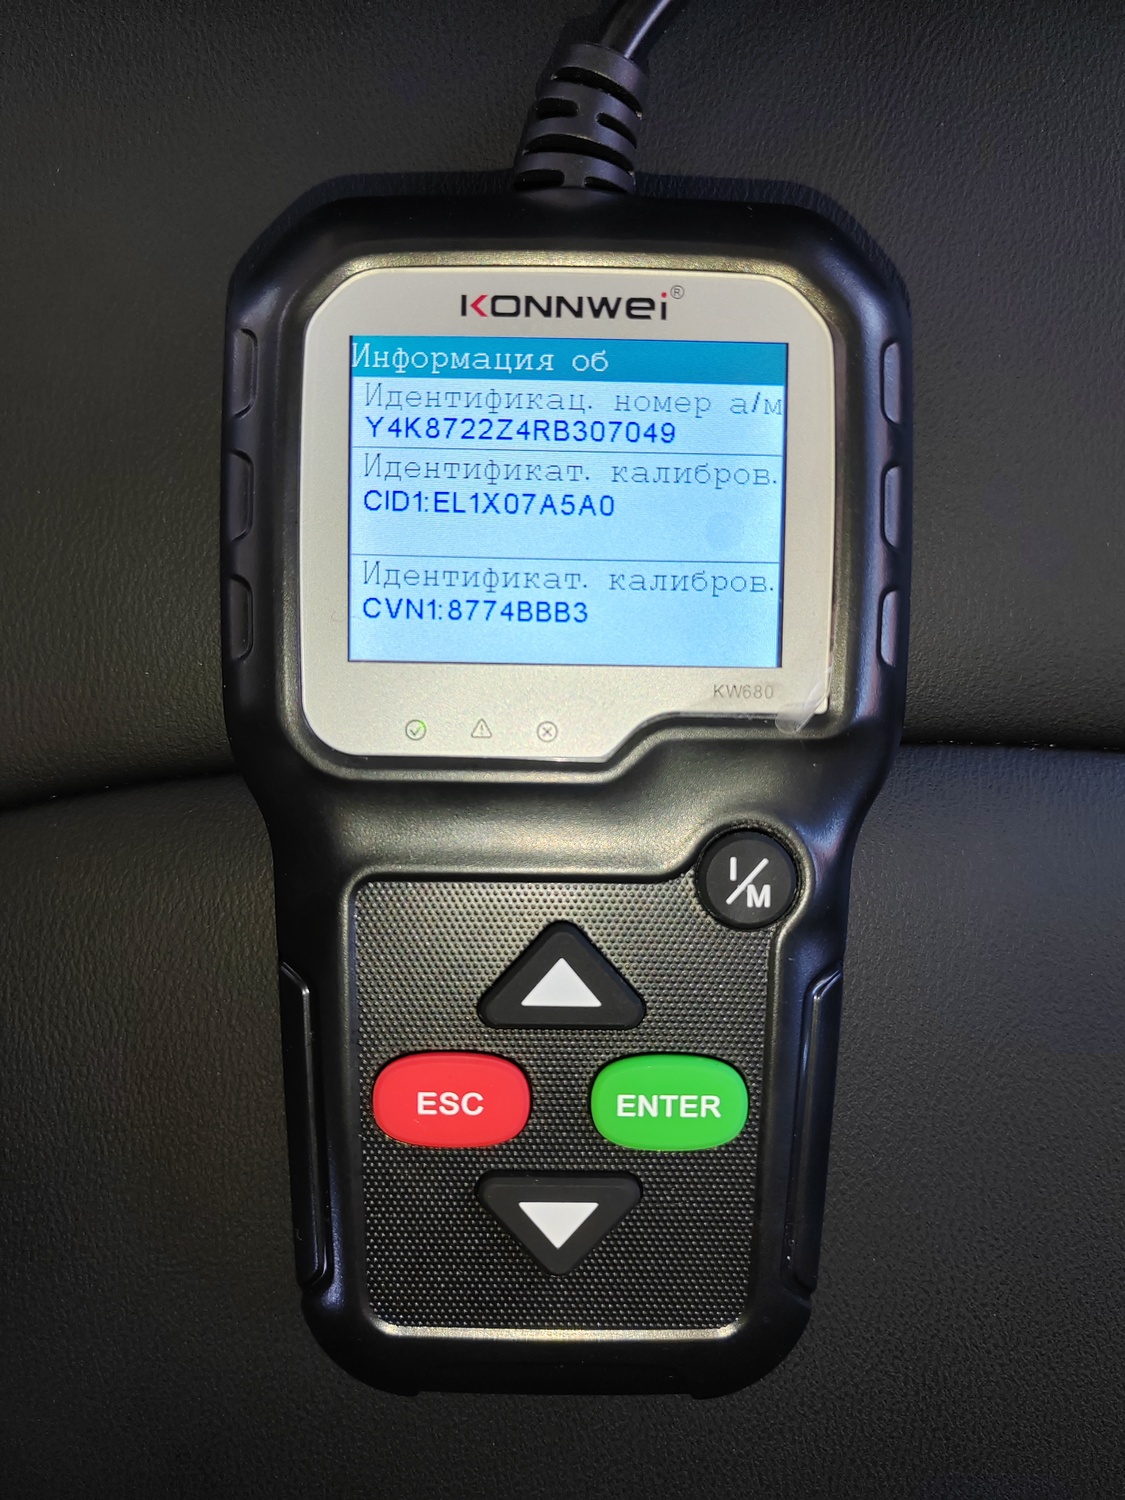 KONNWEI®
Информация об
Идентификац. номер а/м
Y4K8722Z4RB307049
Идентификат. калибров.
CID1:EL1X07A5A0
Идентификат. калибров.
CVN1:8774BBB3
KW680
I/M
ESC
ENTER